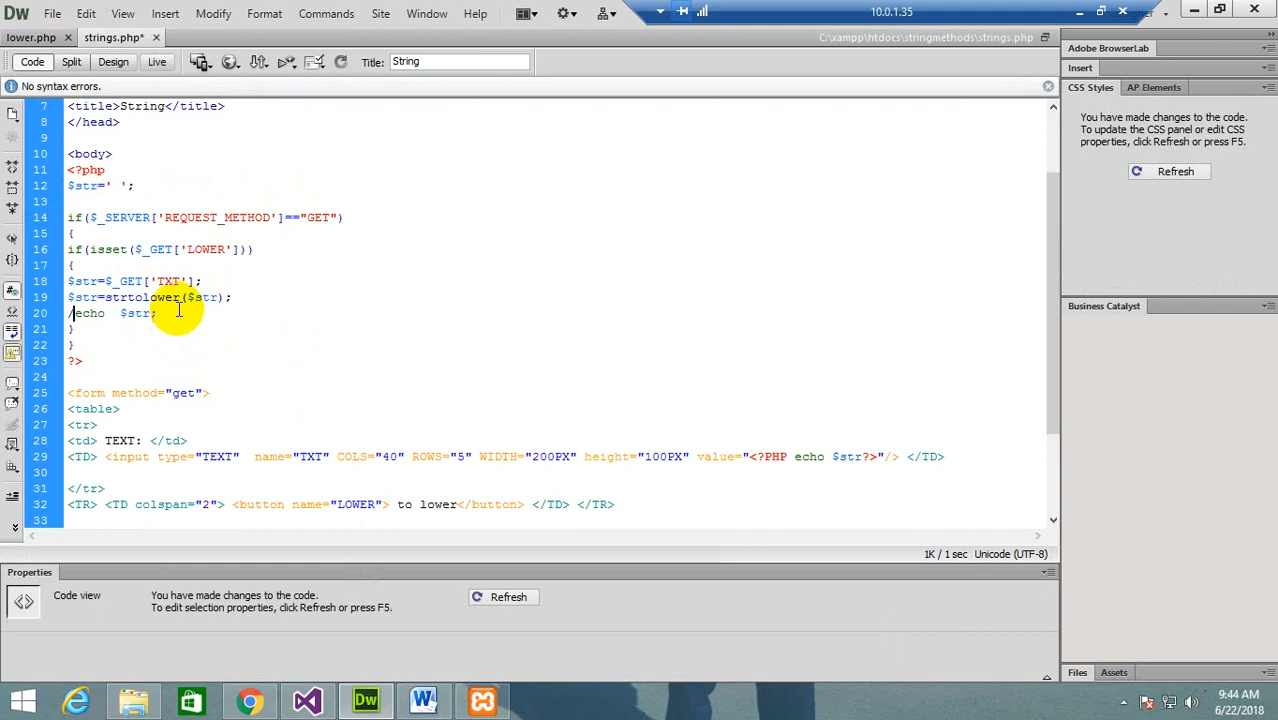 Dw File Edit View Insert Modify Format Commands Site Window Help 10.0.1.35
lower.php strings.php* C:\xampp\htdocs\stringmethods\strings.php
Code Split Design Live Title: String
No syntax errors.
7 <title>String</title>
8 </head>
9
10 <body>
11 <?php
12 $str=' ';
13
14 if($_SERVER['REQUEST_METHOD']=="GET")
15 {
16 if(isset($_GET['LOWER']))
17 {
18 $str=$_GET['TXT'];
19 $str=strtolower($str);
20 /echo  $str;
21 }
22 }
23 ?>
24
25 <form method="get">
26 <table>
27 <tr>
28 <td> TEXT: </td>
29 <TD> <input type="TEXT"  name="TXT" COLS="40" ROWS="5" WIDTH="200PX" height="100PX" value="<?PHP echo $str?>"/> </TD>
30
31 </tr>
32 <TR> <TD colspan="2"> <button name="LOWER"> to lower</button> </TD> </TR>
33
1K / 1 sec Unicode (UTF-8)
Properties
Code view
You have made changes to the code.
To edit selection properties, click Refresh or press F5.
Refresh
Adobe BrowserLab
Insert
CSS Styles AP Elements
You have made changes to the code.
To update the CSS panel or edit CSS
properties, click Refresh or press F5.
Refresh
Business Catalyst
Files Assets
Dw
9:44 AM
6/22/2018